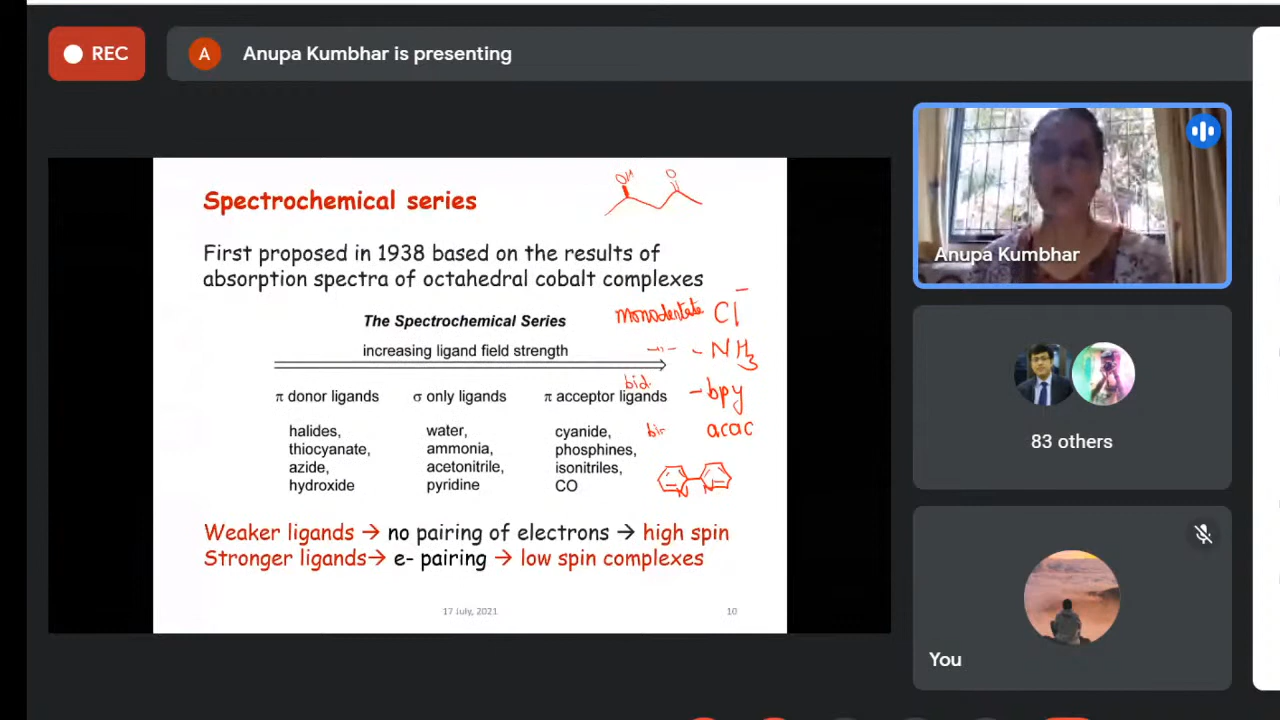 REC
A
Anupa Kumbhar is presenting
OH
O
Spectrochemical series
First proposed in 1938 based on the results of
absorption spectra of octahedral cobalt complexes
The Spectrochemical Series
monodentate Cl⁻
increasing ligand field strength
-"- - NH3
bid.
π donor ligands σ only ligands π acceptor ligands - bpy
halides, water, cyanide, acac
thiocyanate, ammonia, phosphines,
azide, acetonitrile, isonitriles,
hydroxide pyridine CO
N N
Weaker ligands → no pairing of electrons → high spin
Stronger ligands→ e- pairing → low spin complexes
17 July, 2021 10
Anupa Kumbhar
83 others
You